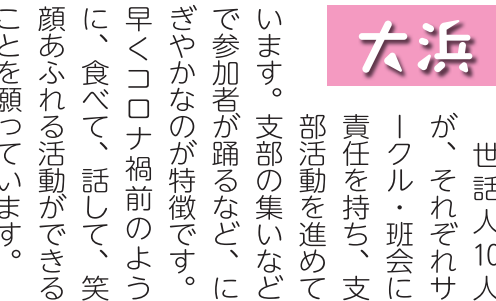 大浜
世話人10人
が、それぞれサ
ークル・班会に
責任を持ち、支
部活動を進めて
います。支部の集いなど
で参加者が踊るなど、に
ぎやかなのが特徴です。
早くコロナ禍前のよう
に、食べて、話して、笑
顔あふれる活動ができる
ことを願っています。